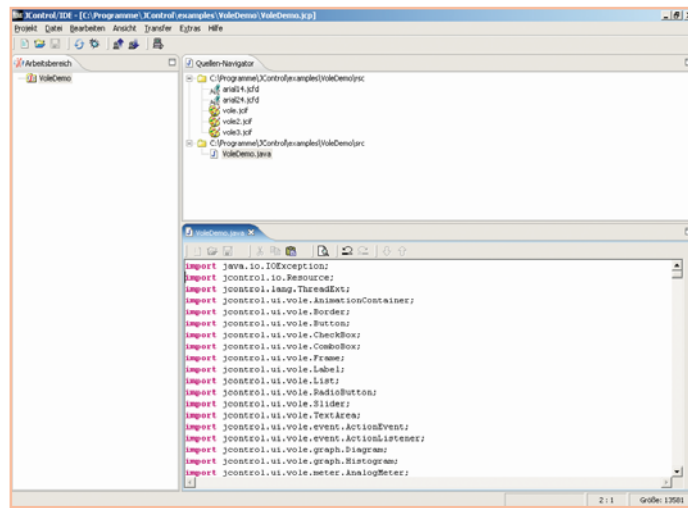 JControl/IDE - [C:\Programme\JControl\examples\VoleDemo\VoleDemo.jcp]
Projekt Datei Bearbeiten Ansicht Transfer Extras Hilfe
Arbeitsbereich
VoleDemo
Quellen-Navigator
C:\Programme\JControl\examples\VoleDemo\rsc
arial14.jcfd
arial24.jcfd
vole.jcif
vole2.jcif
vole3.jcif
C:\Programme\JControl\examples\VoleDemo\src
VoleDemo.java
VoleDemo.java
import java.io.IOException;
import jcontrol.io.Resource;
import jcontrol.lang.ThreadExt;
import jcontrol.ui.vole.AnimationContainer;
import jcontrol.ui.vole.Border;
import jcontrol.ui.vole.Button;
import jcontrol.ui.vole.CheckBox;
import jcontrol.ui.vole.ComboBox;
import jcontrol.ui.vole.Frame;
import jcontrol.ui.vole.Label;
import jcontrol.ui.vole.List;
import jcontrol.ui.vole.RadioButton;
import jcontrol.ui.vole.Slider;
import jcontrol.ui.vole.TextArea;
import jcontrol.ui.vole.event.ActionEvent;
import jcontrol.ui.vole.event.ActionListener;
import jcontrol.ui.vole.graph.Diagram;
import jcontrol.ui.vole.graph.Histogram;
import jcontrol.ui.vole.meter.AnalogMeter;
2:1 Größe: 13581